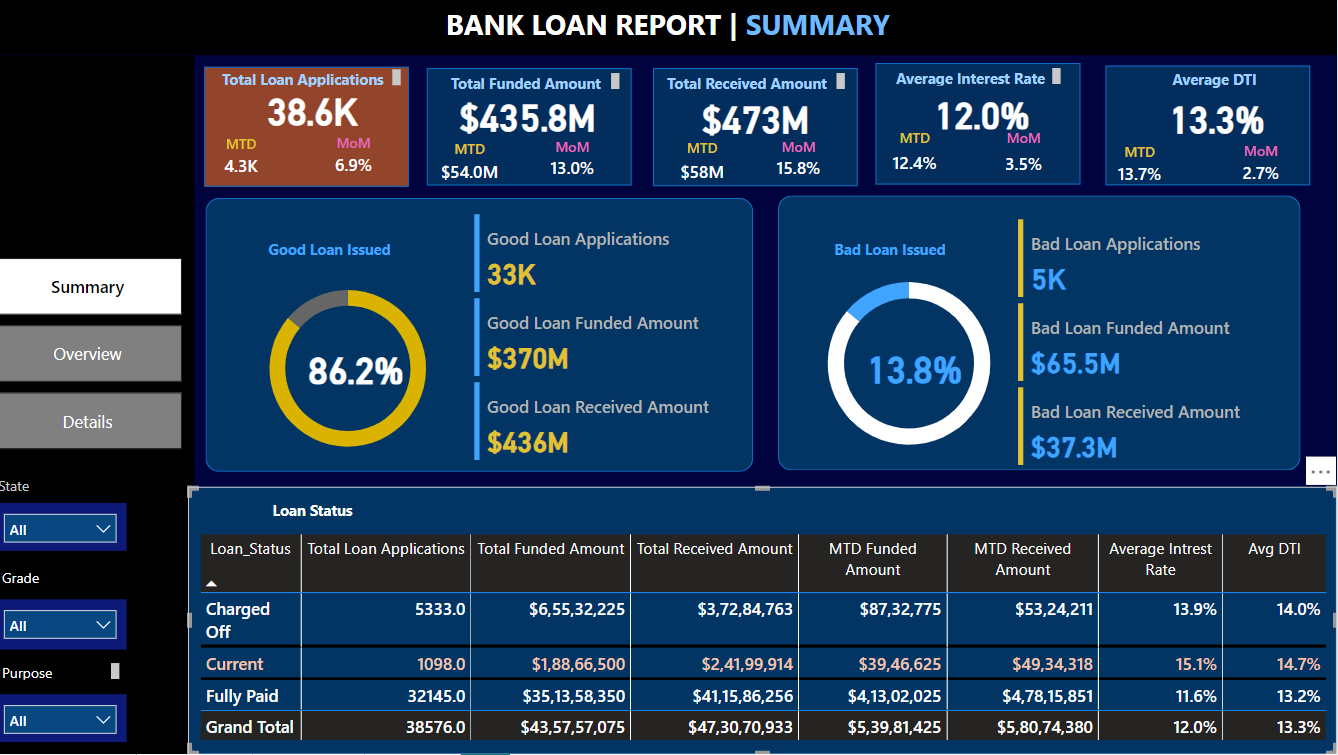 BANK LOAN REPORT | SUMMARY
Total Loan Applications
38.6K
MTD
MoM
4.3K
6.9%
Total Funded Amount
$435.8M
MTD
MoM
$54.0M
13.0%
Total Received Amount
$473M
MTD
MoM
$58M
15.8%
Average Interest Rate
12.0%
MTD
MoM
12.4%
3.5%
Average DTI
13.3%
MTD
MoM
13.7%
2.7%
Summary
Overview
Details
State
All
Grade
All
Purpose
All
Good Loan Issued
86.2%
Good Loan Applications
33K
Good Loan Funded Amount
$370M
Good Loan Received Amount
$436M
Bad Loan Issued
13.8%
Bad Loan Applications
5K
Bad Loan Funded Amount
$65.5M
Bad Loan Received Amount
$37.3M
Loan Status
Loan_Status Total Loan Applications Total Funded Amount Total Received Amount MTD Funded Amount MTD Received Amount Average Intrest Rate Avg DTI
Charged Off 5333.0 $6,55,32,225 $3,72,84,763 $87,32,775 $53,24,211 13.9% 14.0%
Current 1098.0 $1,88,66,500 $2,41,99,914 $39,46,625 $49,34,318 15.1% 14.7%
Fully Paid 32145.0 $35,13,58,350 $41,15,86,256 $4,13,02,025 $4,78,15,851 11.6% 13.2%
Grand Total 38576.0 $43,57,57,075 $47,30,70,933 $5,39,81,425 $5,80,74,380 12.0% 13.3%